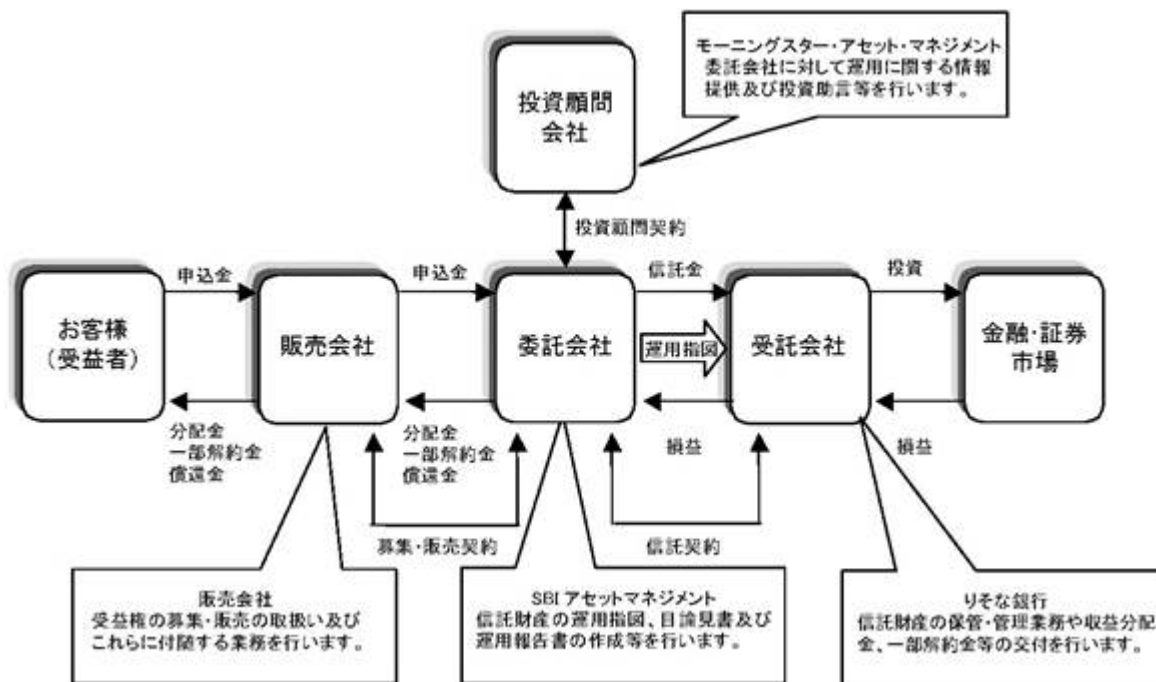 モーニングスター・アセット・マネジメント
委託会社に対して運用に関する情報
提供及び投資助言等を行います。
投資顧問
会社
投資顧問契約
申込金
申込金
信託金
投資
お客様
（受益者）
販売会社
委託会社
運用指図
受託会社
金融・証券
市場
分配金
一部解約金
償還金
分配金
一部解約金
償還金
損益
損益
募集・販売契約
信託契約
販売会社
受益権の募集・販売の取扱い及び
これらに付随する業務を行います。
SBI アセットマネジメント
信託財産の運用指図、目論見書及び
運用報告書の作成等を行います。
りそな銀行
信託財産の保管・管理業務や収益分配
金、一部解約金等の交付を行います。